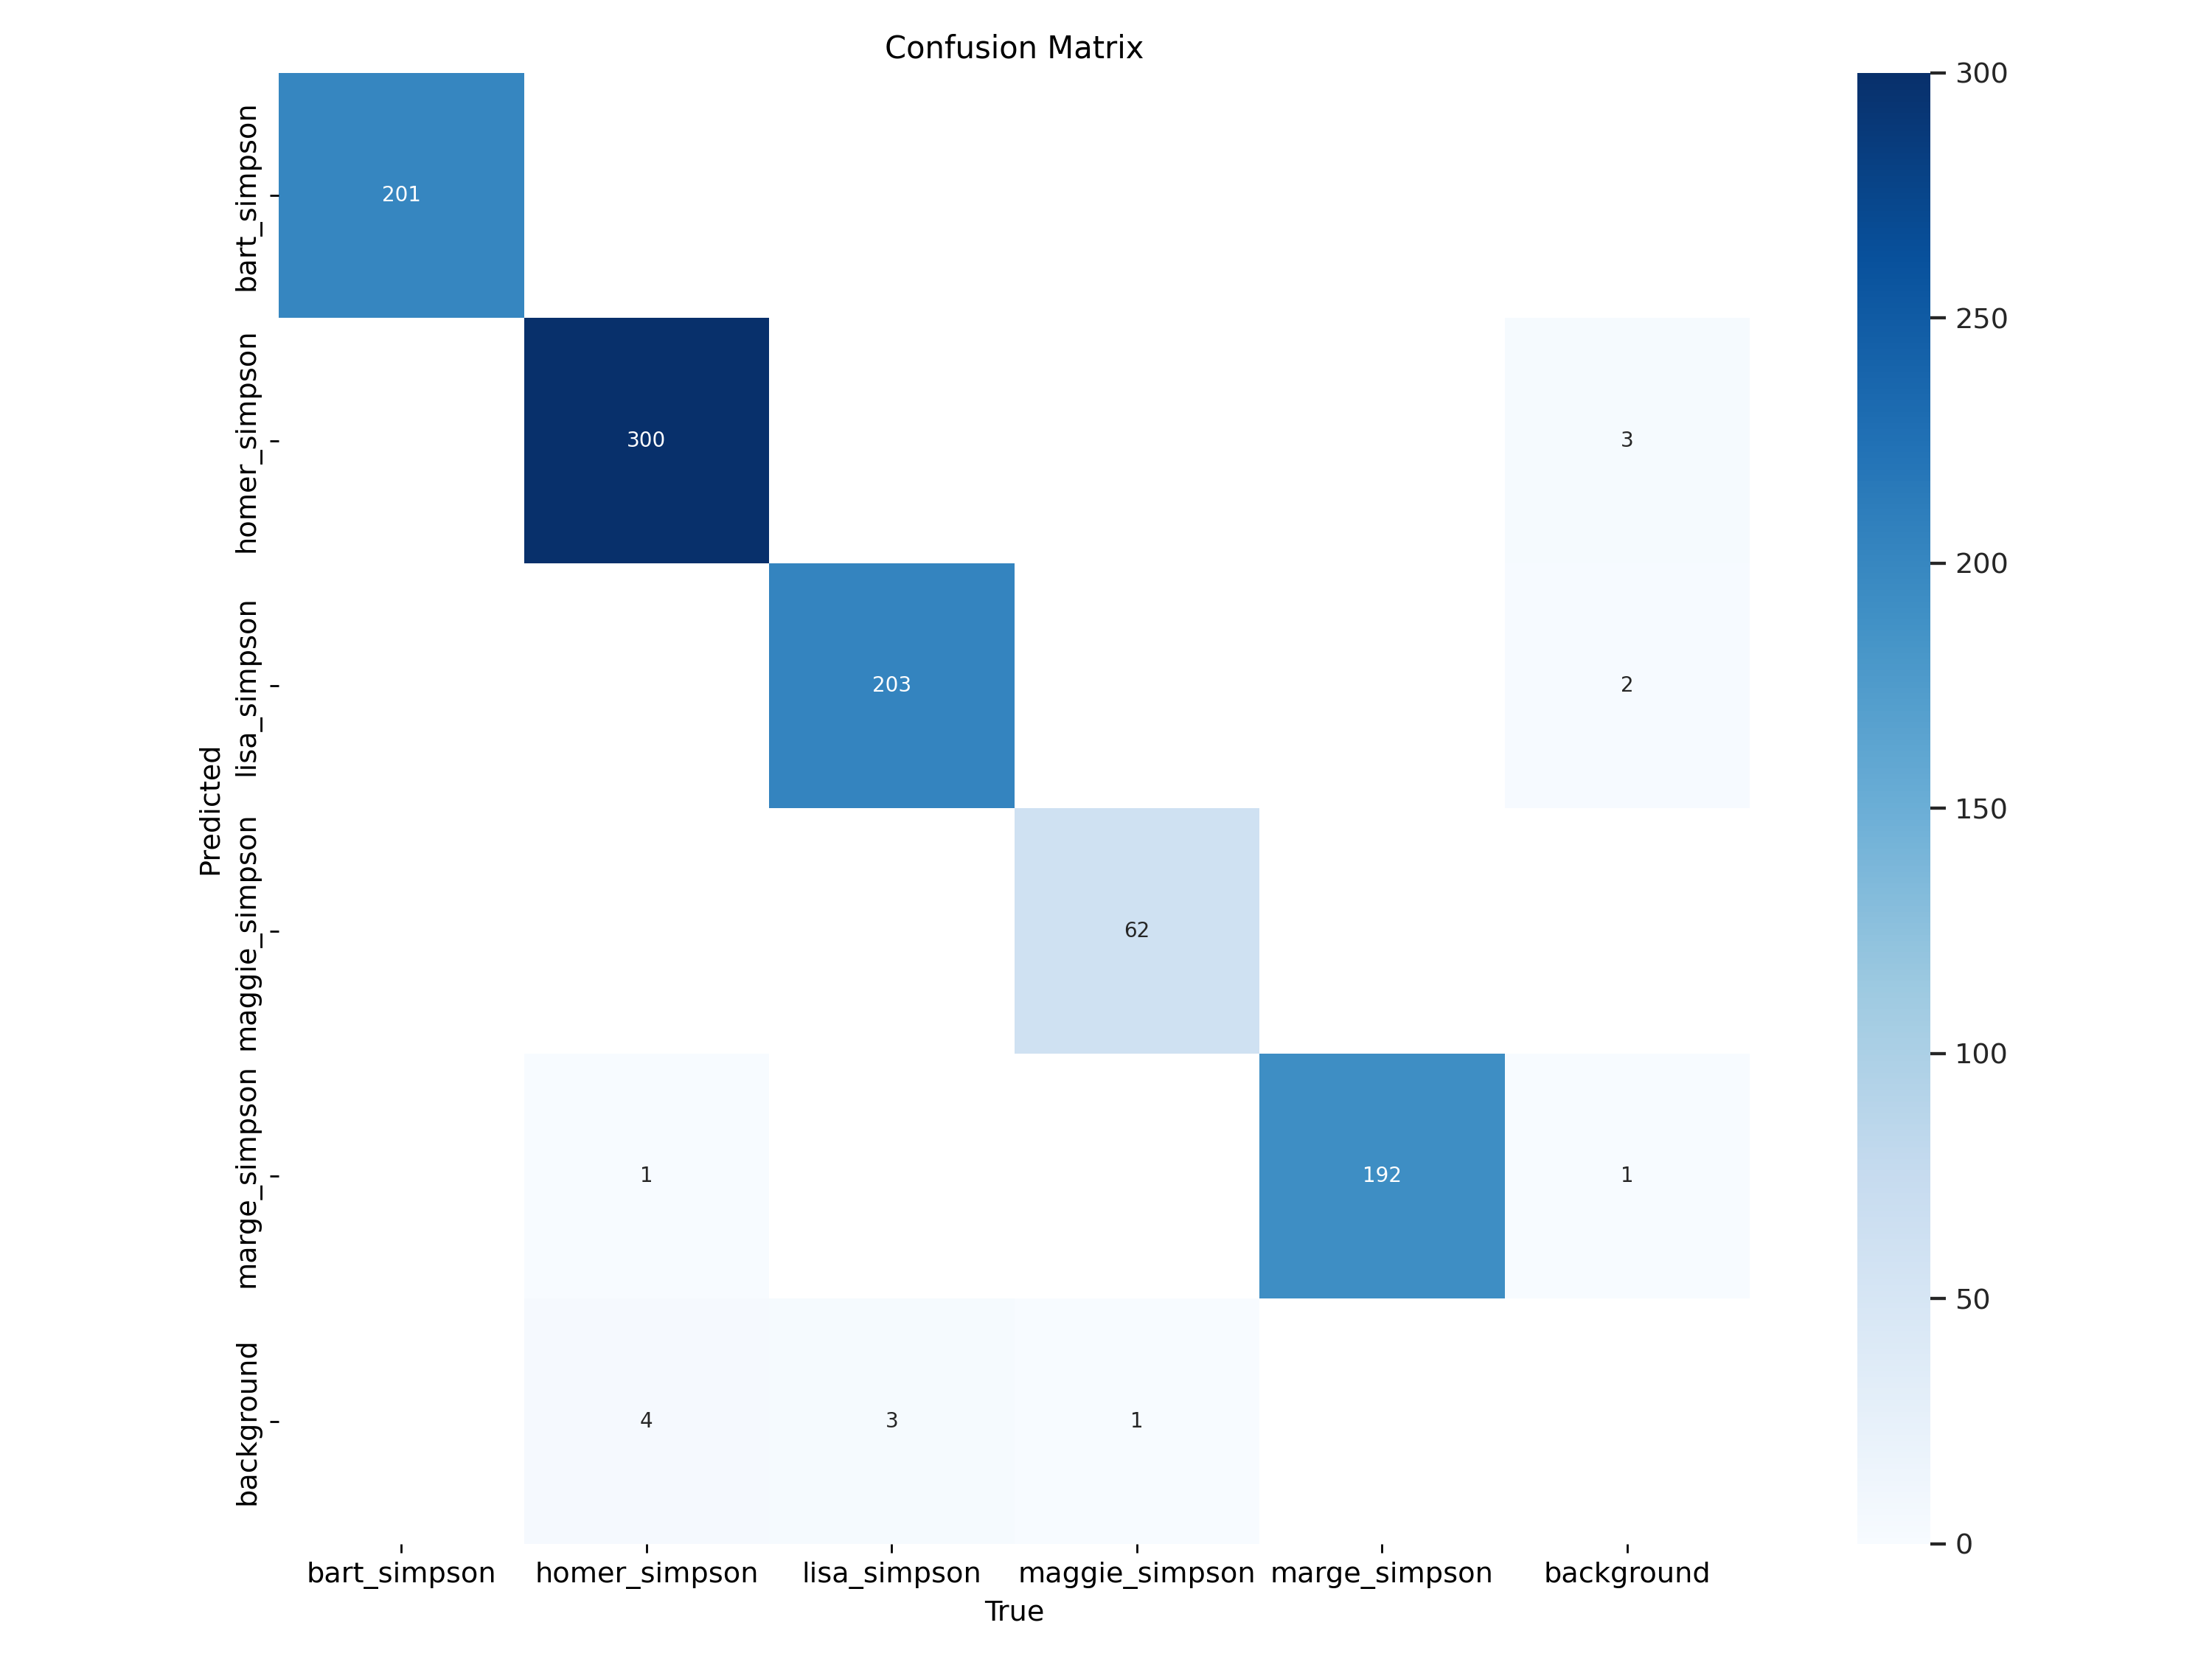 Confusion Matrix
Predicted
bart_simpson
201
homer_simpson
300
3
lisa_simpson
203
2
maggie_simpson
62
marge_simpson
1
192
1
background
4
3
1
bart_simpson
homer_simpson
lisa_simpson
maggie_simpson
marge_simpson
background
True
300
250
200
150
100
50
0